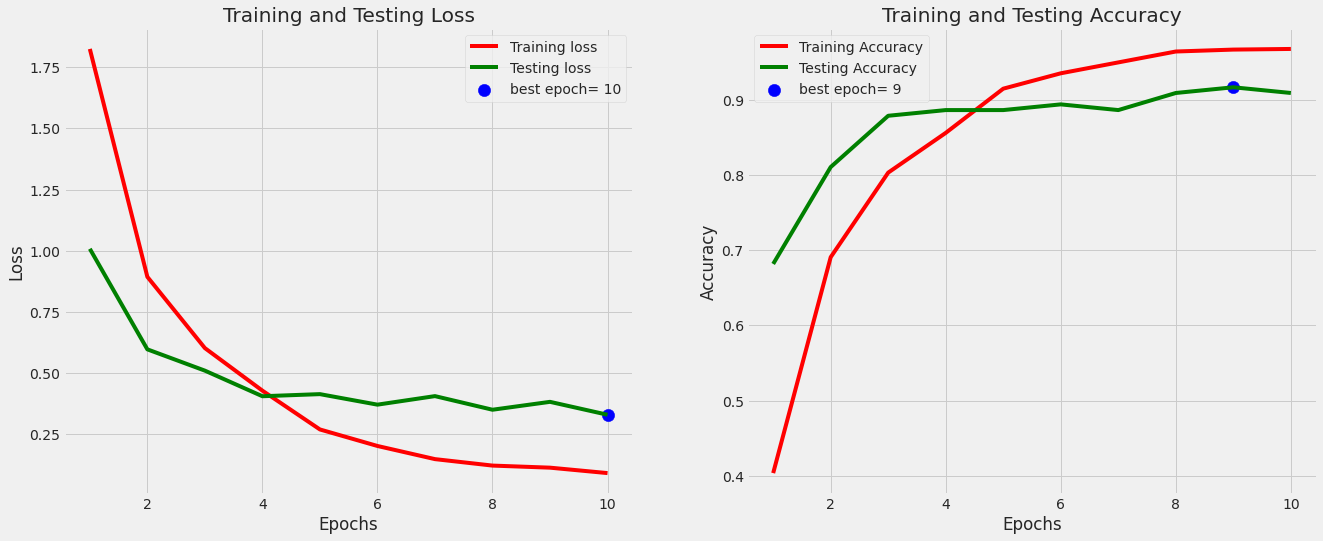 Training and Testing Loss
Training loss
Testing loss
best epoch= 10
1.75
1.50
1.25
1.00
0.75
0.50
0.25
Loss
2 4 6 8 10
Epochs
Training and Testing Accuracy
Training Accuracy
Testing Accuracy
best epoch= 9
0.9
0.8
0.7
0.6
0.5
0.4
Accuracy
2 4 6 8 10
Epochs